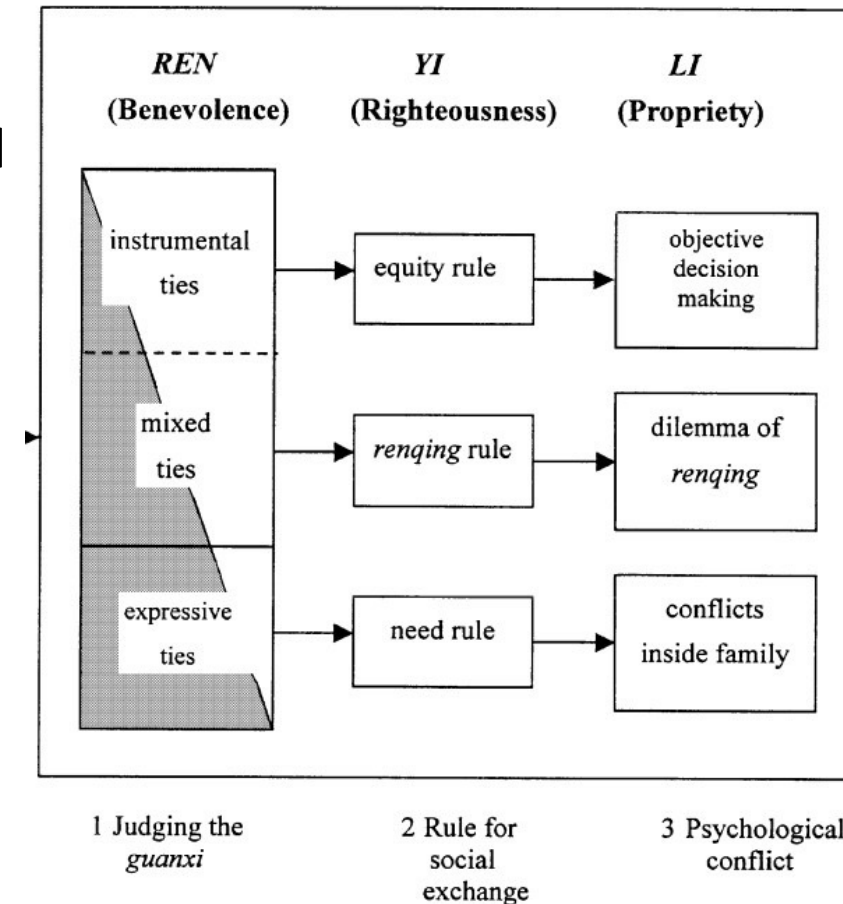 REN
(Benevolence)
YI
(Righteousness)
LI
(Propriety)
instrumental
ties
equity rule
objective
decision
making
mixed
ties
renqing rule
dilemma of
renqing
expressive
ties
need rule
conflicts
inside family
1 Judging the
guanxi
2 Rule for
social
exchange
3 Psychological
conflict